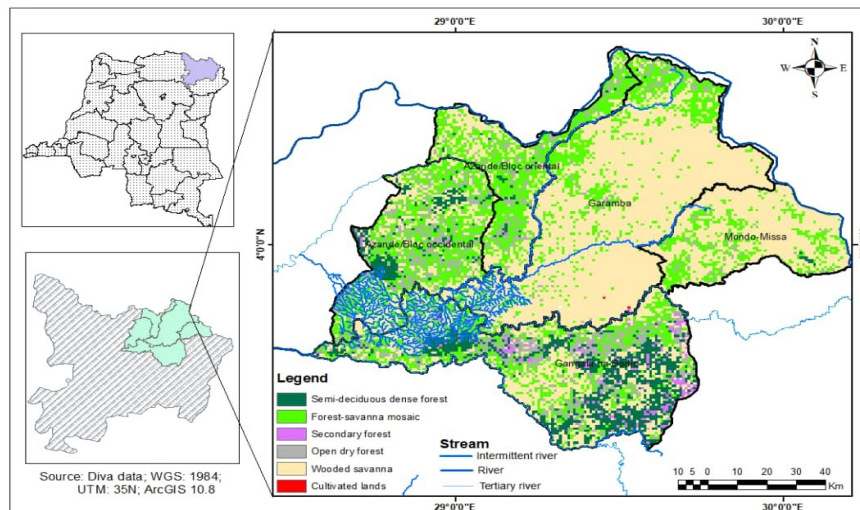 29°0'0"E 30°0'0"E
N
W E
S
Azande/Bloc oriental
Garamba
Mondo-Missa
Azande/Bloc occidental
4°0'0"N
Legend
Semi-deciduous dense forest
Forest-savanna mosaic
Secondary forest
Open dry forest
Wooded savanna
Cultivated lands
Stream
Intermittent river
River
Tertiary river
10 5 0 10 20 30 40
Km
Source: Diva data; WGS: 1984;
UTM: 35N; ArcGIS 10.8
29°0'0"E 30°0'0"E